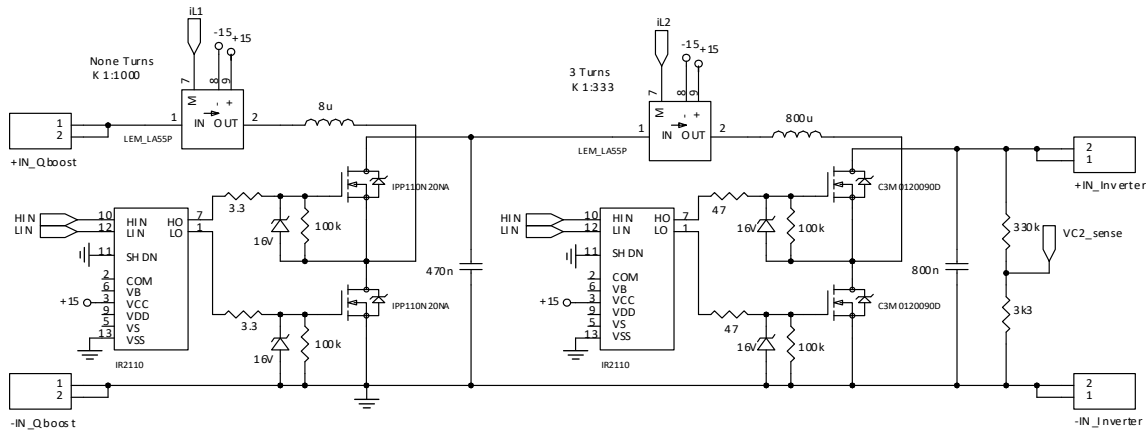 iL1
-15
+15
None Turns
K 1:1000
7
8
9
M
-
+
1
IN OUT
2
LEM_LA55P
8u
1
2
+IN_Qboost
iL2
-15
+15
3 Turns
K 1:333
7
8
9
M
-
+
1
IN OUT
2
LEM_LA55P
800u
2
1
+IN_Inverter
IPP110N20NA
3.3
16V
100k
HIN
LIN
10
12
HIN
LIN
HO
LO
7
1
11
SHDN
2
6
3
9
5
13
COM
VB
VCC
VDD
VS
VSS
+15
IR2110
3.3
16V
100k
IPP110N20NA
470n
C3M0120090D
47
16V
100k
HIN
LIN
10
12
HIN
LIN
HO
LO
7
1
11
SHDN
2
6
3
9
5
13
COM
VB
VCC
VDD
VS
VSS
+15
IR2110
47
16V
100k
C3M0120090D
800n
330k
VC2_sense
3k3
1
2
-IN_Qboost
2
1
-IN_Inverter